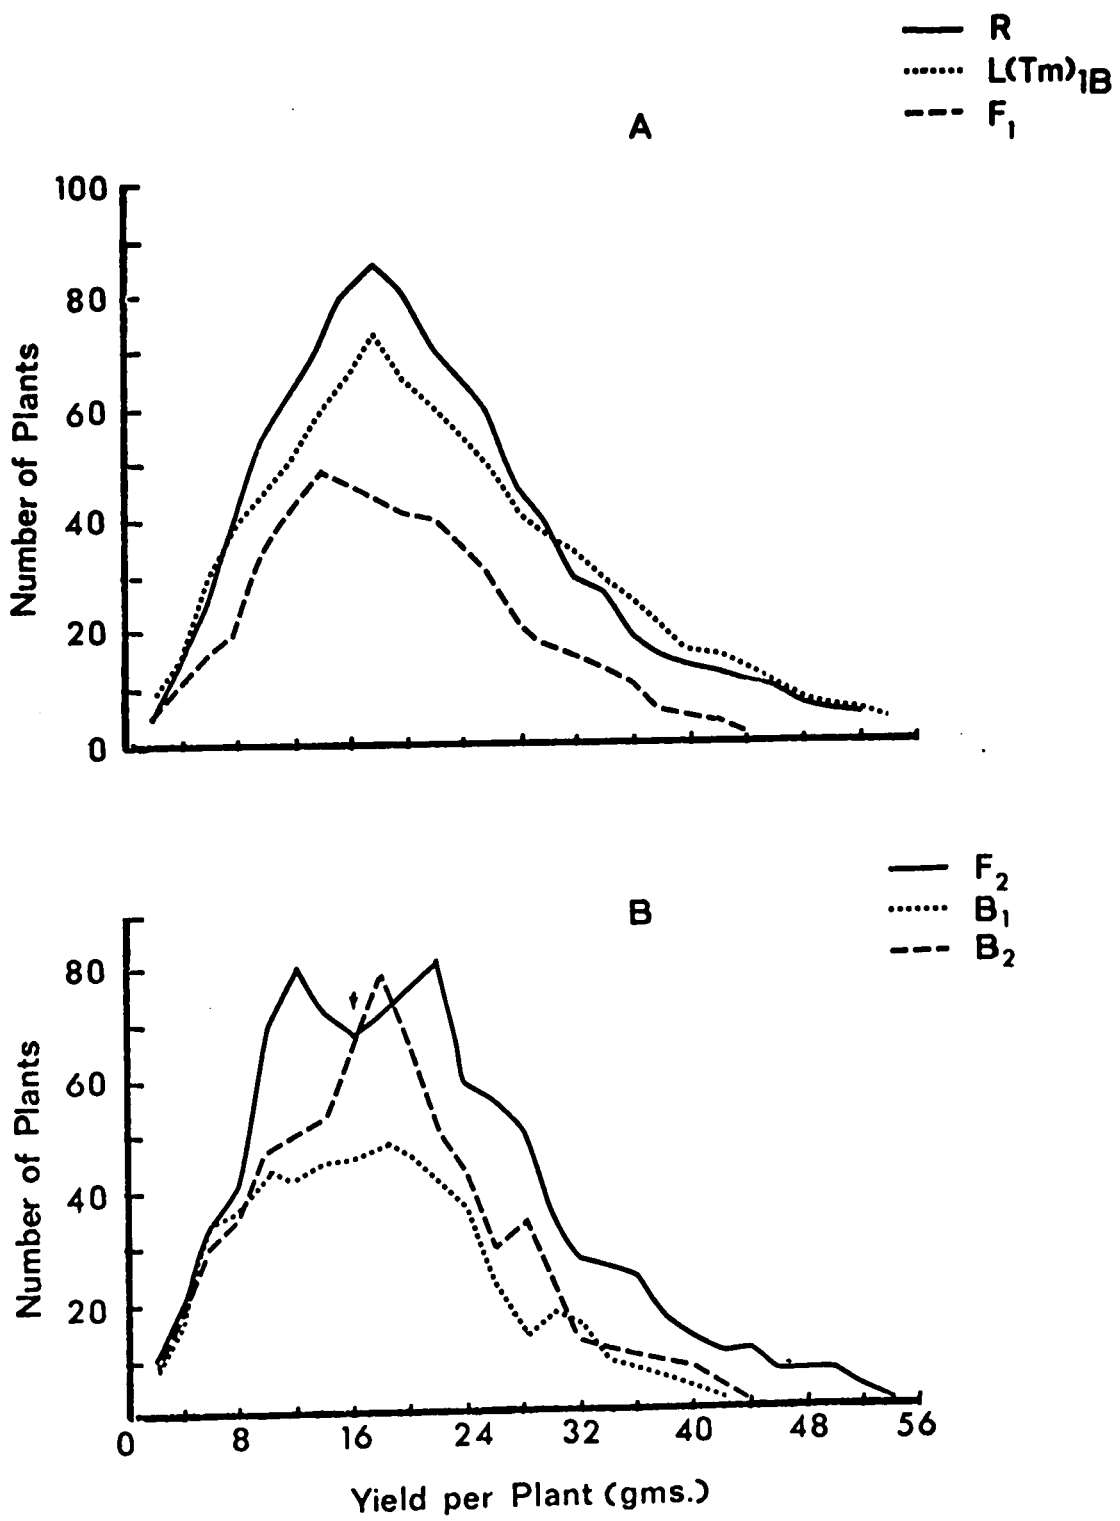 R
L(Tm)1B
F1
A
100
80
60
40
20
0
Number of Plants
F2
B1
B2
B
80
60
40
20
Number of Plants
0 8 16 24 32 40 48 56
Yield per Plant (gms.)